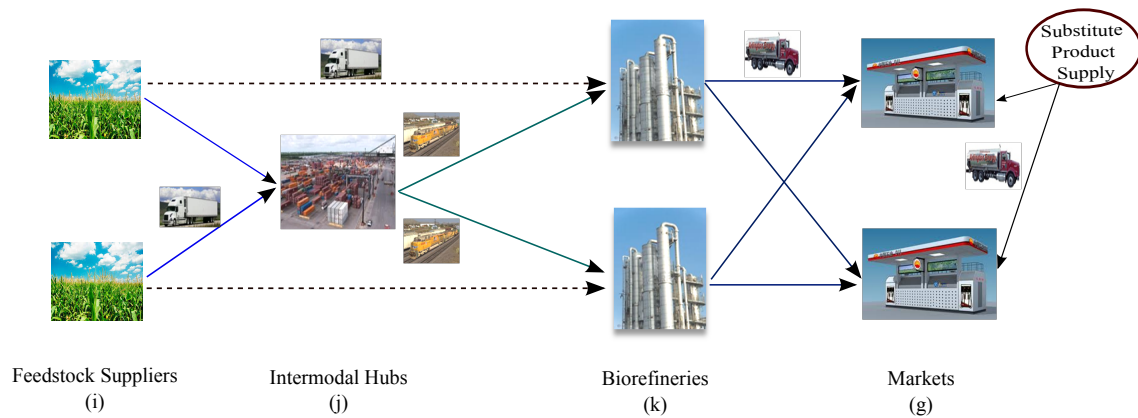 Substitute
Product
Supply
Feedstock Suppliers
(i)
Intermodal Hubs
(j)
Biorefineries
(k)
Markets
(g)